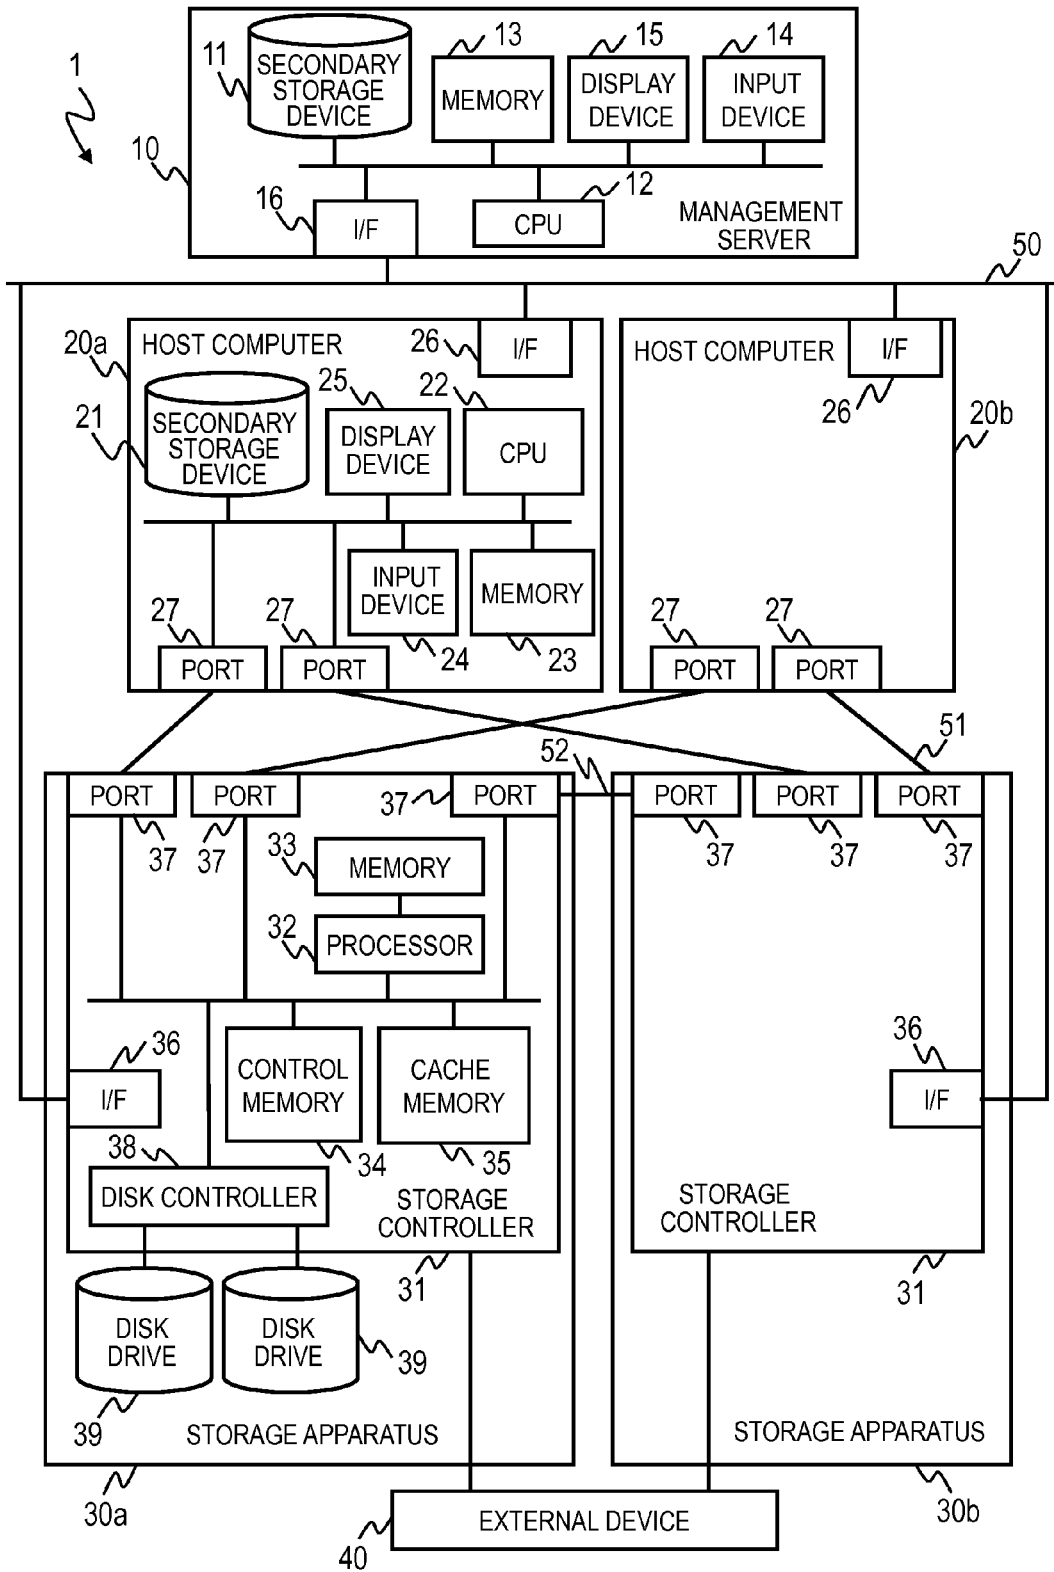 1
10
11
SECONDARY
STORAGE
DEVICE
13
MEMORY
15
DISPLAY
DEVICE
14
INPUT
DEVICE
16
I/F
12
CPU
MANAGEMENT
SERVER
50
20a
HOST COMPUTER
26
I/F
21
SECONDARY
STORAGE
DEVICE
25
DISPLAY
DEVICE
22
CPU
INPUT
DEVICE
24
MEMORY
23
27
PORT
27
PORT
HOST COMPUTER
I/F
26
20b
27
PORT
27
PORT
51
52
PORT
37
PORT
37
37
PORT
33
MEMORY
32
PROCESSOR
36
I/F
CONTROL
MEMORY
34
CACHE
MEMORY
35
38
DISK CONTROLLER
STORAGE
CONTROLLER
31
DISK
DRIVE
39
DISK
DRIVE
39
STORAGE APPARATUS
30a
PORT
37
PORT
37
PORT
37
36
I/F
STORAGE
CONTROLLER
31
STORAGE APPARATUS
30b
40
EXTERNAL DEVICE